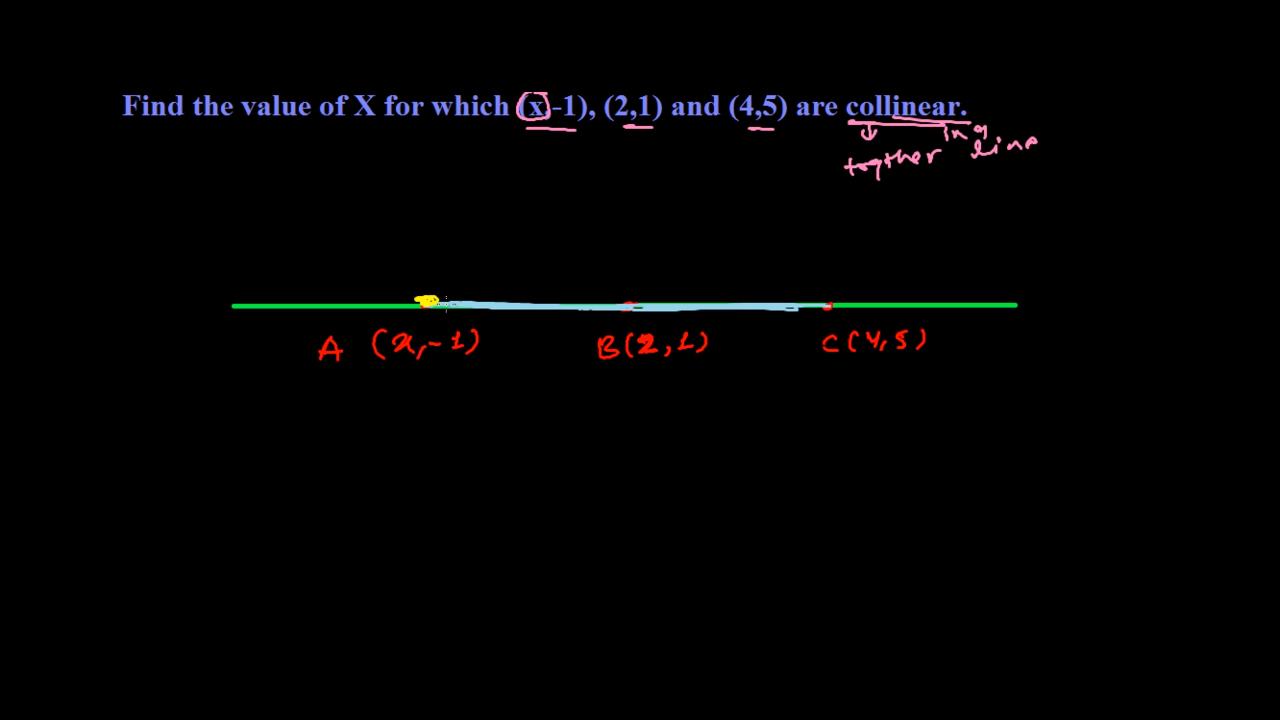 Find the value of X for which (x,-1), (2,1) and (4,5) are collinear.
in a
together line
A (x,-1) B(2,1) C(4,5)